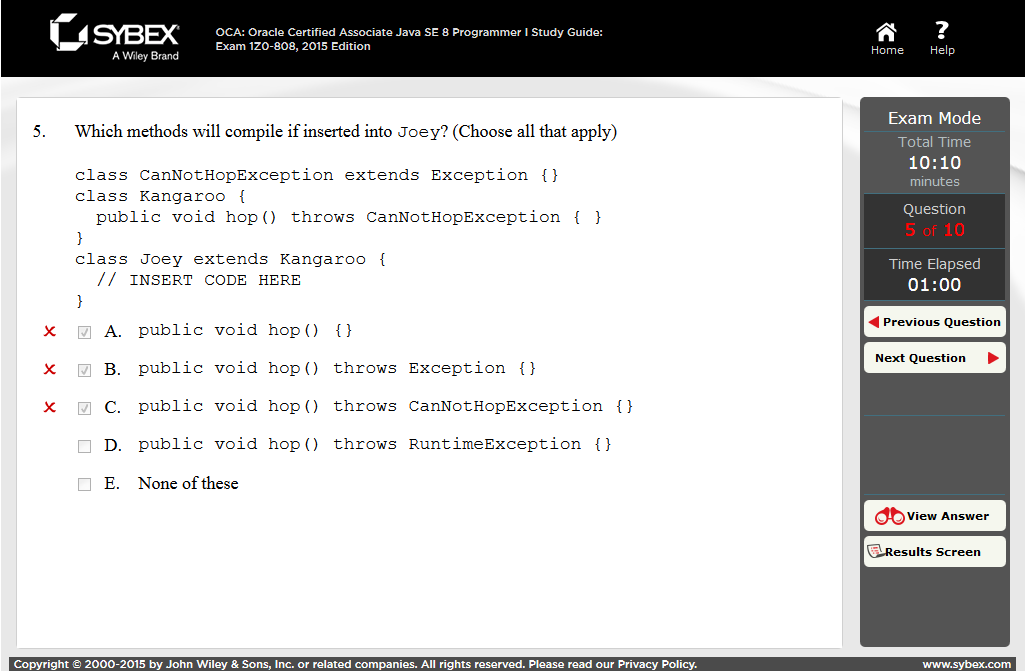 SYBEX
A Wiley Brand
OCA: Oracle Certified Associate Java SE 8 Programmer I Study Guide:
Exam 1Z0-808, 2015 Edition
Home
?
Help
5. Which methods will compile if inserted into Joey? (Choose all that apply)
class CanNotHopException extends Exception {}
class Kangaroo {
public void hop() throws CanNotHopException { }
}
class Joey extends Kangaroo {
// INSERT CODE HERE
}
A. public void hop() {}
B. public void hop() throws Exception {}
C. public void hop() throws CanNotHopException {}
D. public void hop() throws RuntimeException {}
E. None of these
Exam Mode
Total Time
10:10
minutes
Question
5 of 10
Time Elapsed
01:00
Previous Question
Next Question
View Answer
Results Screen
Copyright © 2000-2015 by John Wiley & Sons, Inc. or related companies. All rights reserved. Please read our Privacy Policy.
www.sybex.com